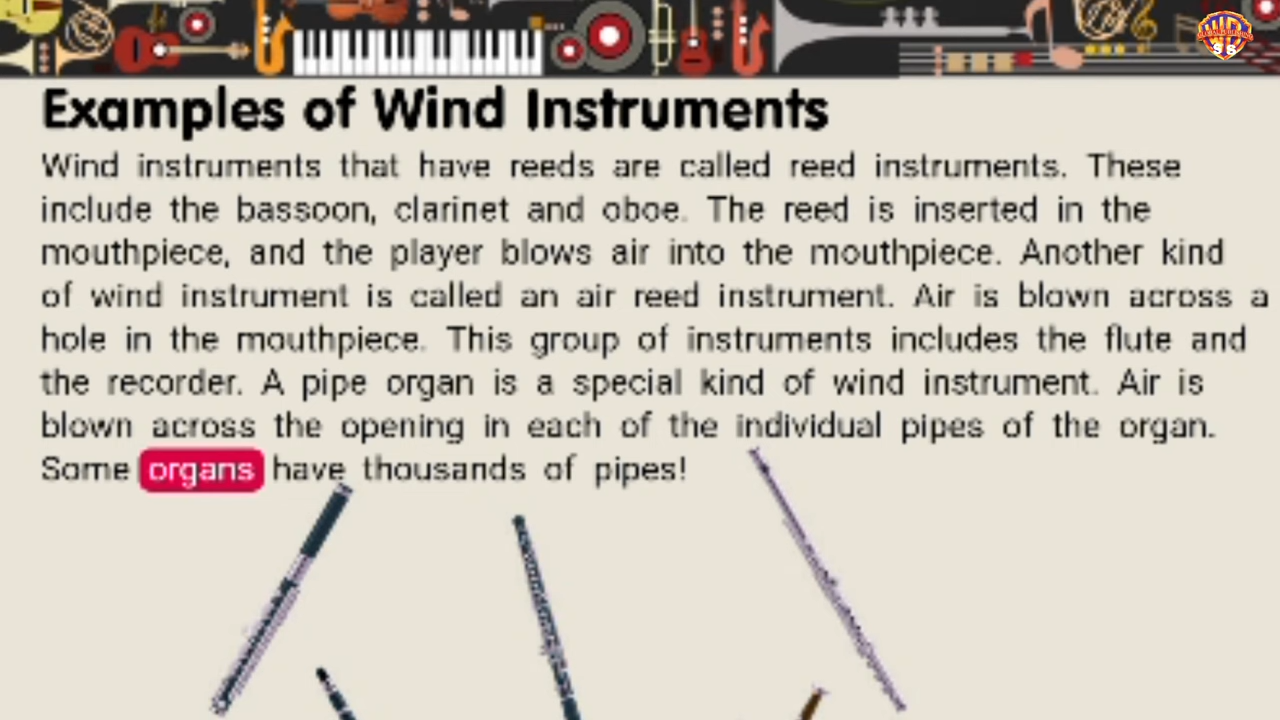 Examples of Wind Instruments
Wind instruments that have reeds are called reed instruments. These
include the bassoon, clarinet and oboe. The reed is inserted in the
mouthpiece, and the player blows air into the mouthpiece. Another kind
of wind instrument is called an air reed instrument. Air is blown across a
hole in the mouthpiece. This group of instruments includes the flute and
the recorder. A pipe organ is a special kind of wind instrument. Air is
blown across the opening in each of the individual pipes of the organ.
Some organs have thousands of pipes!